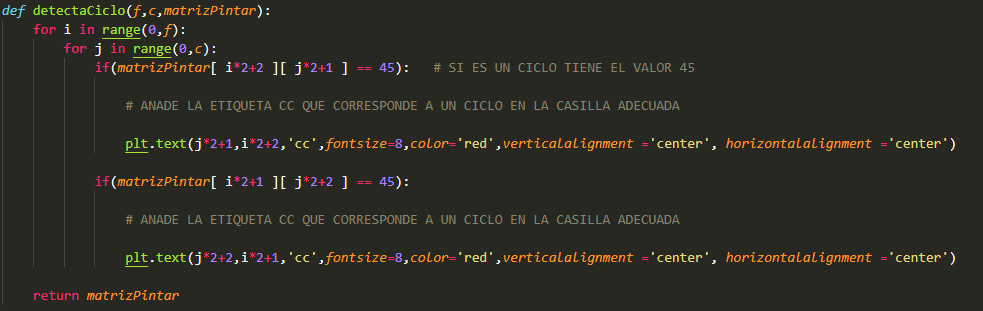 def detectaCiclo(f,c,matrizPintar):
for i in range(0,f):
for j in range(0,c):
if(matrizPintar[ i*2+2 ][ j*2+1 ] == 45):   # SI ES UN CICLO TIENE EL VALOR 45
# ANADE LA ETIQUETA CC QUE CORRESPONDE A UN CICLO EN LA CASILLA ADECUADA
plt.text(j*2+1,i*2+2,'cc',fontsize=8,color='red',verticalalignment ='center', horizontalalignment ='center')
if(matrizPintar[ i*2+1 ][ j*2+2 ] == 45):
# ANADE LA ETIQUETA CC QUE CORRESPONDE A UN CICLO EN LA CASILLA ADECUADA
plt.text(j*2+2,i*2+1,'cc',fontsize=8,color='red',verticalalignment ='center', horizontalalignment ='center')
return matrizPintar